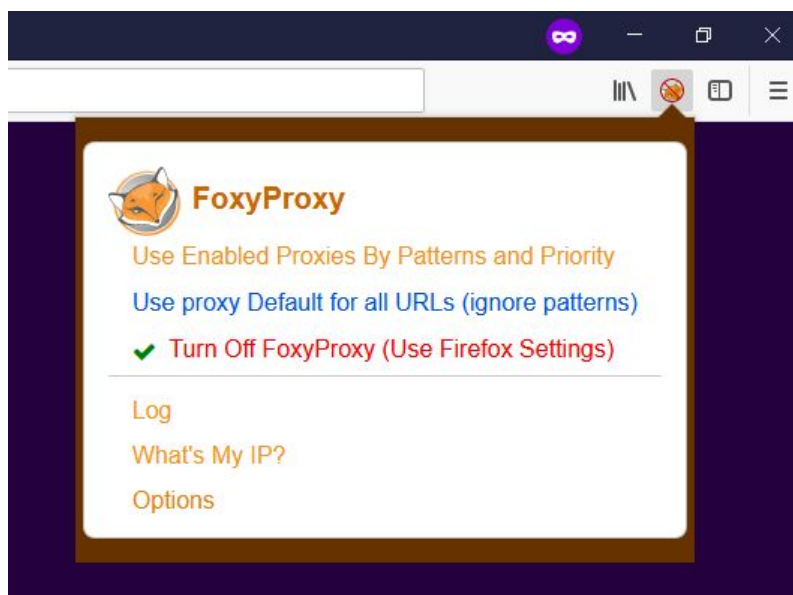 FoxyProxy
Use Enabled Proxies By Patterns and Priority
Use proxy Default for all URLs (ignore patterns)
Turn Off FoxyProxy (Use Firefox Settings)
Log
What's My IP?
Options